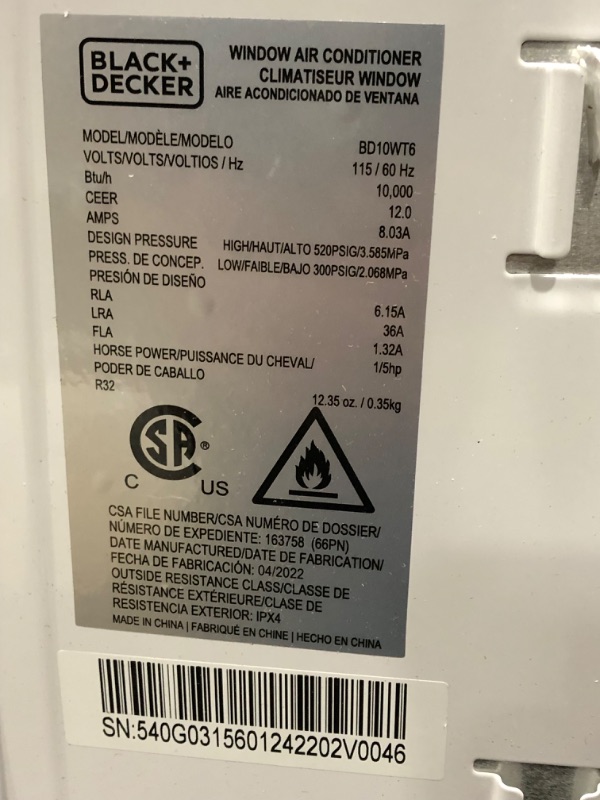 BLACK+
DECKER
WINDOW AIR CONDITIONER
CLIMATISEUR WINDOW
AIRE ACONDICIONADO DE VENTANA
MODEL/MODÈLE/MODELO BD10WT6
VOLTS/VOLTS/VOLTIOS / Hz 115 / 60 Hz
Btu/h 10,000
CEER 12.0
AMPS 8.03A
DESIGN PRESSURE HIGH/HAUT/ALTO 520PSIG/3.585MPa
PRESS. DE CONCEP. LOW/FAIBLE/BAJO 300PSIG/2.068MPa
PRESIÓN DE DISEÑO
RLA 6.15A
LRA 36A
FLA 1.32A
HORSE POWER/PUISSANCE DU CHEVAL/ 1/5hp
PODER DE CABALLO
R32 12.35 oz. / 0.35kg
SA ®
C US
CSA FILE NUMBER/CSA NUMÉRO DE DOSSIER/
NÚMERO DE EXPEDIENTE: 163758 (66PN)
DATE MANUFACTURED/DATE DE FABRICATION/
FECHA DE FABRICACIÓN: 04/2022
OUTSIDE RESISTANCE CLASS/CLASSE DE
RÉSISTANCE EXTÉRIEURE/CLASE DE
RESISTENCIA EXTERIOR: IPX4
MADE IN CHINA | FABRIQUÉ EN CHINE | HECHO EN CHINA
SN:540G0315601242202V0046